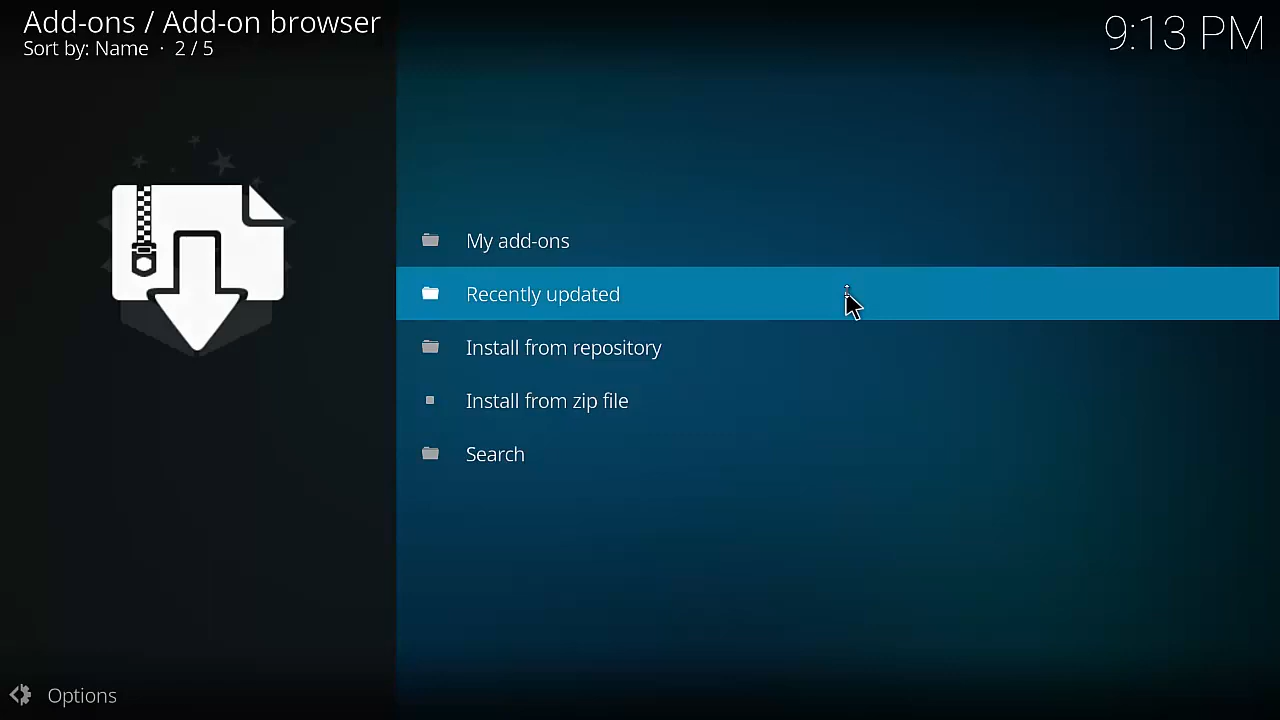 Add-ons / Add-on browser
Sort by: Name · 2 / 5
9:13 PM
My add-ons
Recently updated
Install from repository
Install from zip file
Search
Options